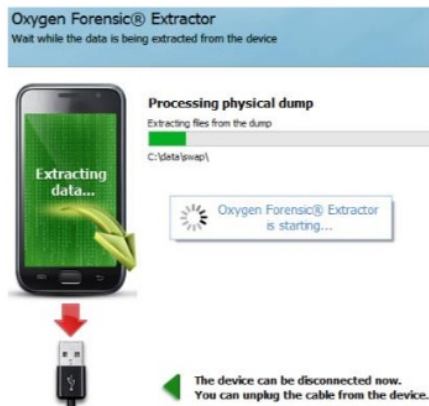 Oxygen Forensic® Extractor
Wait while the data is being extracted from the device
Processing physical dump
Extracting files from the dump
C:\data\swap\
Extracting
data...
Oxygen Forensic® Extractor
is starting...
The device can be disconnected now.
You can unplug the cable from the device.